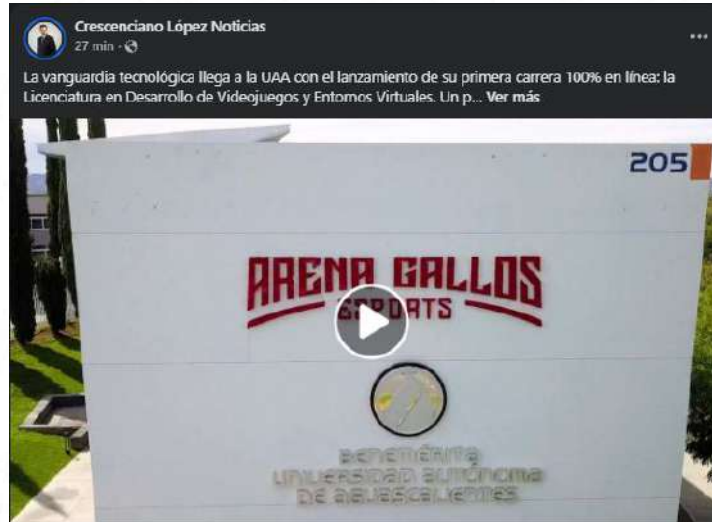 Crescenciano López Noticias
27 min ·
La vanguardia tecnológica llega a la UAA con el lanzamiento de su primera carrera 100% en línea: la
Licenciatura en Desarrollo de Videojuegos y Entornos Virtuales. Un p... Ver más
205
ARENA GALLOS
ESPORTS
BENEMÉRITA
UNIVERSIDAD AUTÓNOMA
DE AGUASCALIENTES